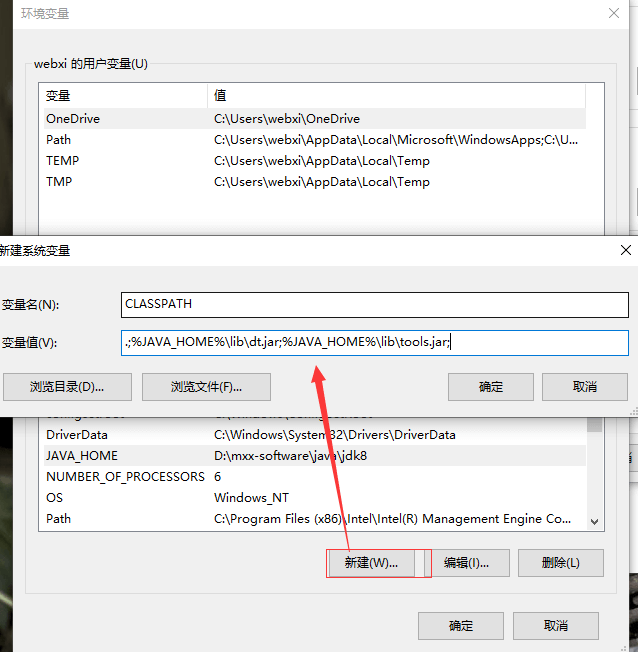 环境变量
webxi 的用户变量(U)
变量 值
OneDrive C:\Users\webxi\OneDrive
Path C:\Users\webxi\AppData\Local\Microsoft\WindowsApps;C:\U...
TEMP C:\Users\webxi\AppData\Local\Temp
TMP C:\Users\webxi\AppData\Local\Temp
新建系统变量
变量名(N): CLASSPATH
变量值(V): .;%JAVA_HOME%\lib\dt.jar;%JAVA_HOME%\lib\tools.jar;
浏览目录(D)... 浏览文件(F)... 确定 取消
DriverData C:\Windows\System32\Drivers\DriverData
JAVA_HOME D:\mxx-software\java\jdk8
NUMBER_OF_PROCESSORS 6
OS Windows_NT
Path C:\Program Files (x86)\Intel\Intel(R) Management Engine Co...
新建(W)... 编辑(I)... 删除(L)
确定 取消